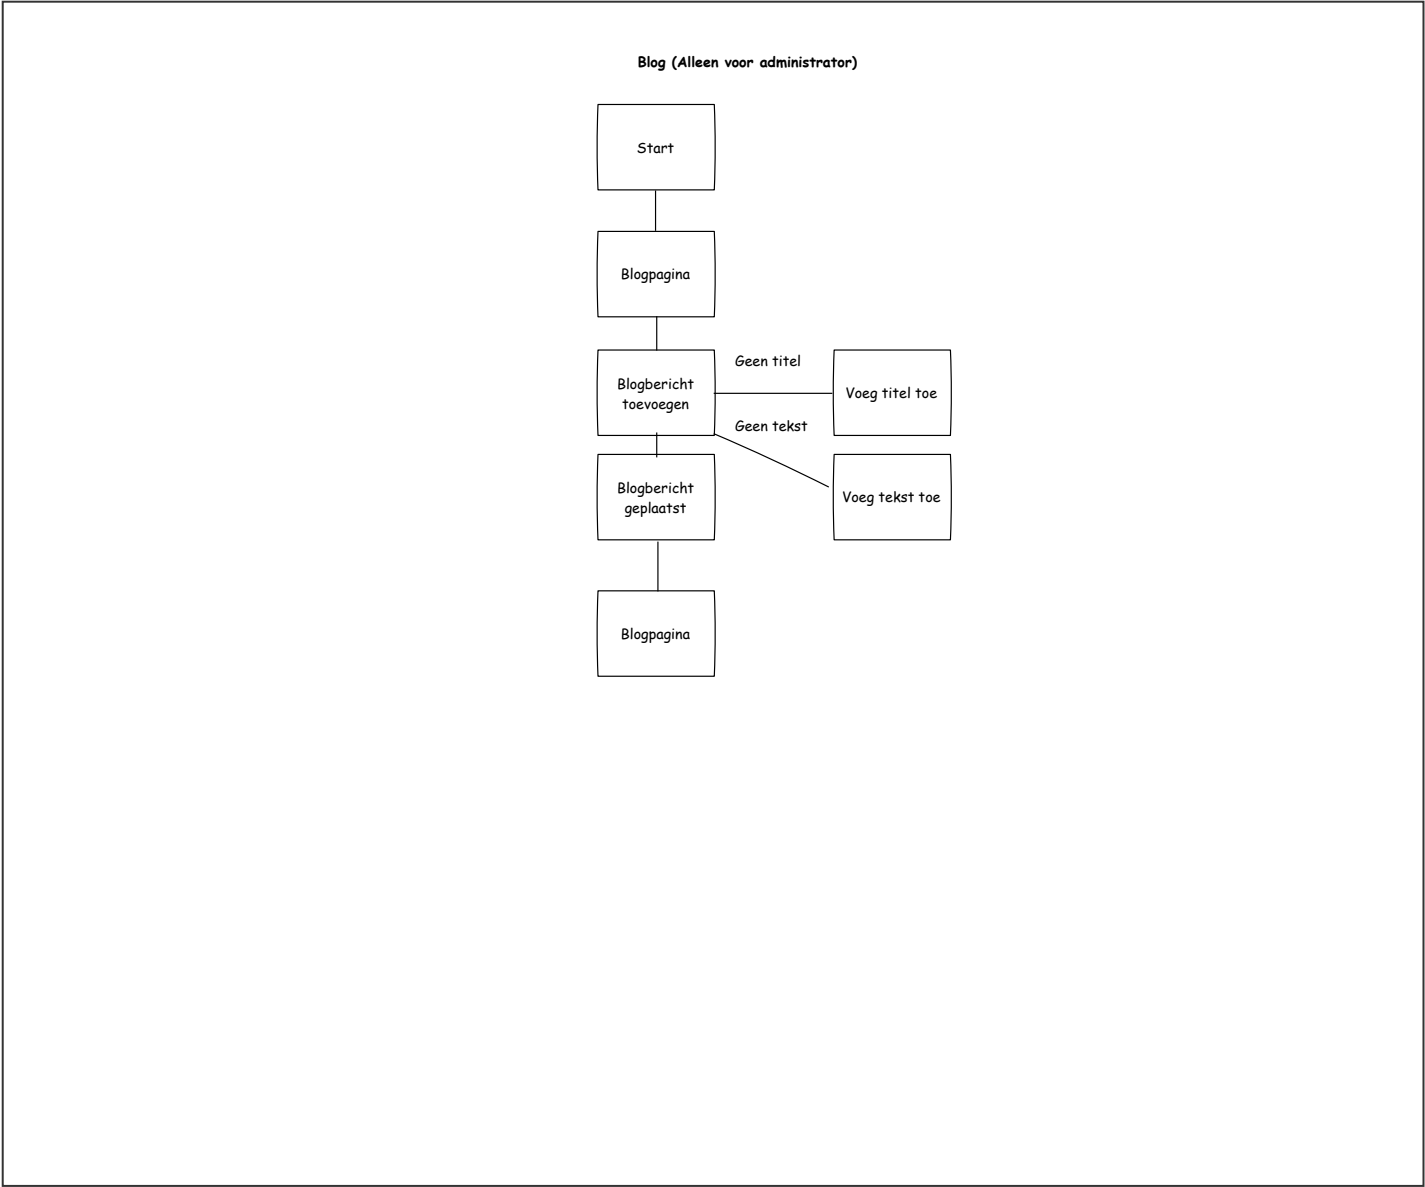 Blog (Alleen voor administrator)
Start
Blogpagina
Geen titel
Blogbericht
toevoegen
Voeg titel toe
Geen tekst
Blogbericht
geplaatst
Voeg tekst toe
Blogpagina